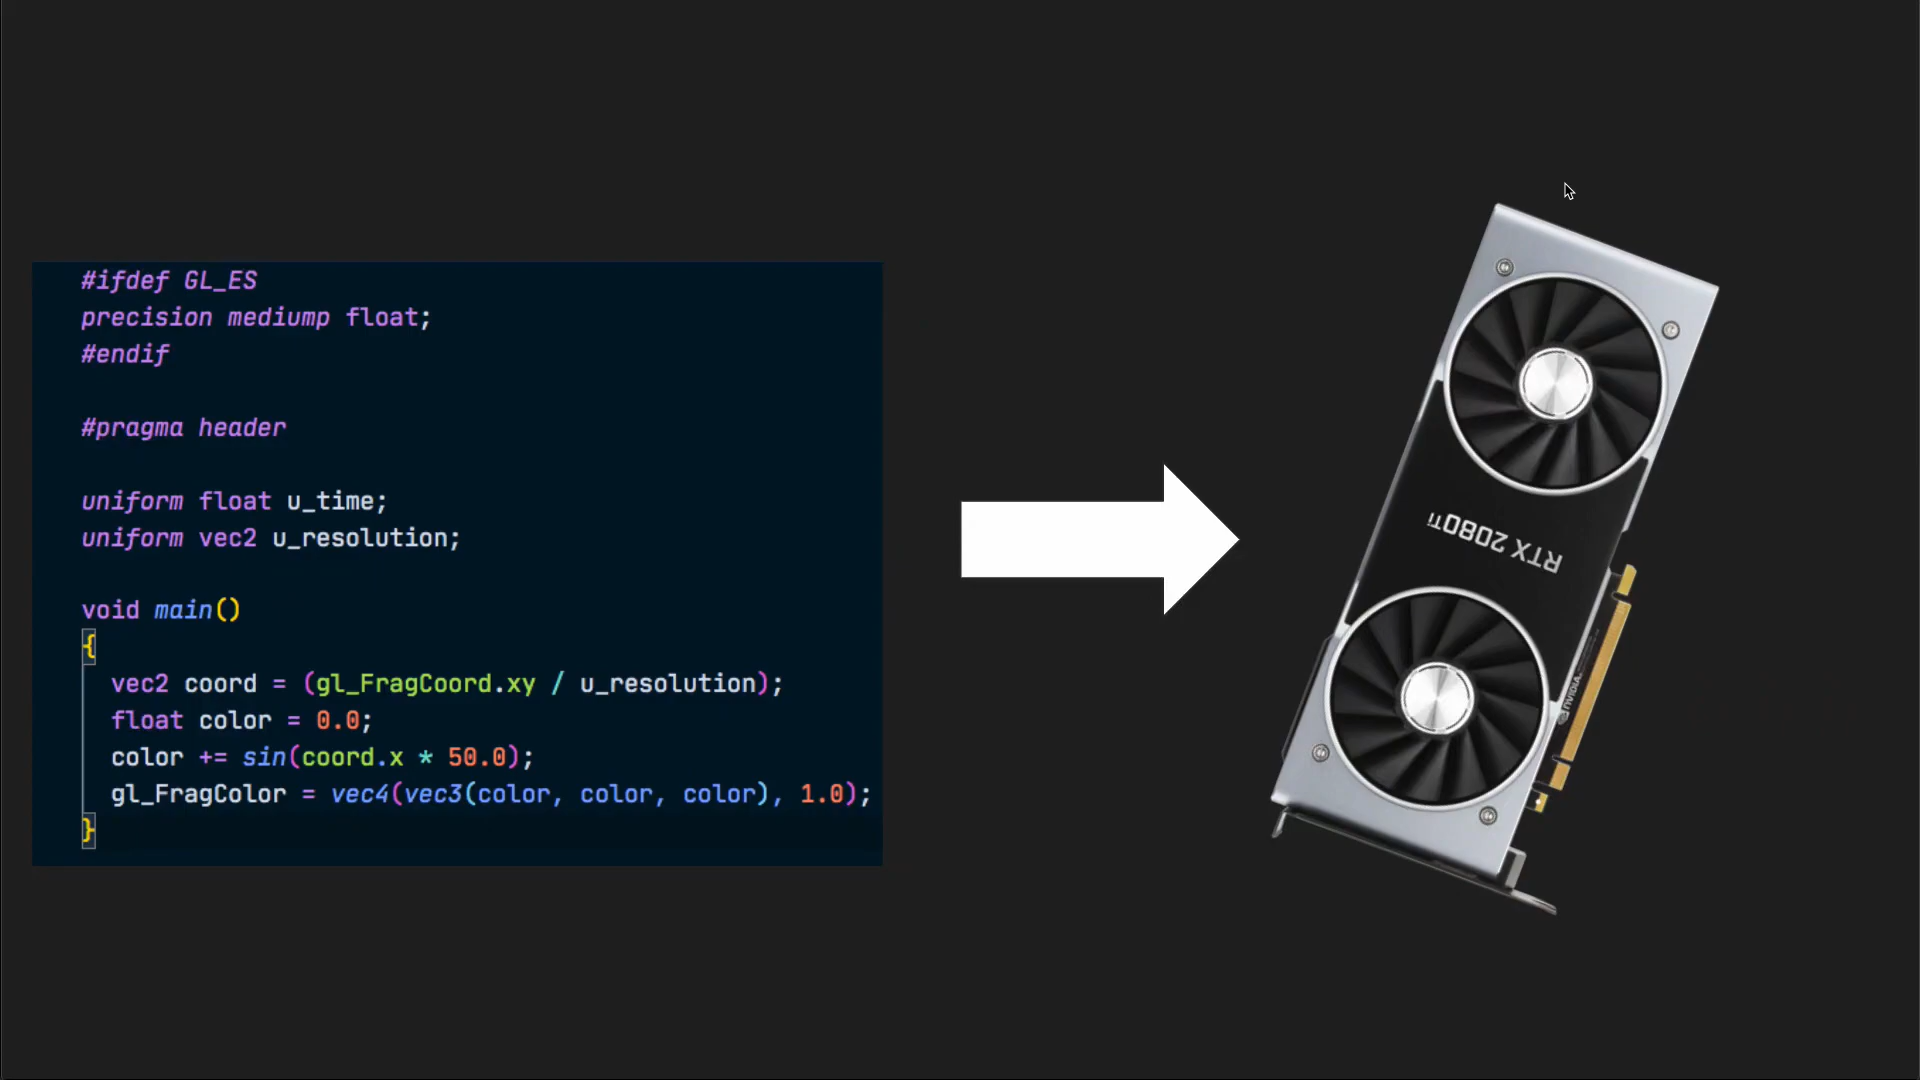 #ifdef GL_ES
precision mediump float;
#endif
#pragma header
uniform float u_time;
uniform vec2 u_resolution;
void main()
{
vec2 coord = (gl_FragCoord.xy / u_resolution);
float color = 0.0;
color += sin(coord.x * 50.0);
gl_FragColor = vec4(vec3(color, color, color), 1.0);
}
RTX 2080Ti
NVIDIA